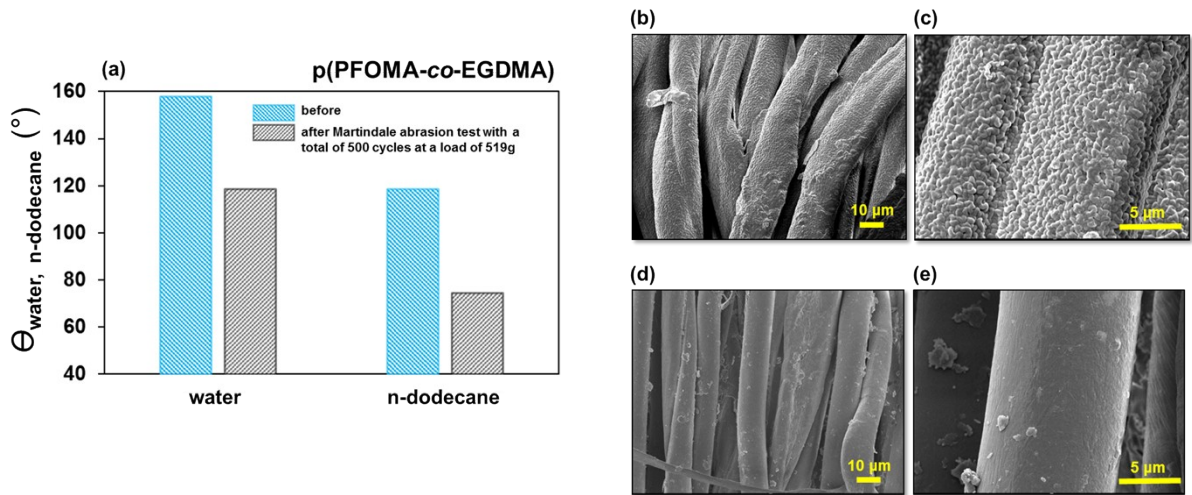 (a)
p(PFOMA-co-EGDMA)
160
140
120
100
80
60
40
Θwater, n-dodecane (°)
before
after Martindale abrasion test with a
total of 500 cycles at a load of 519g
water
n-dodecane
(b)
10 µm
(c)
5 µm
(d)
10 µm
(e)
5 µm